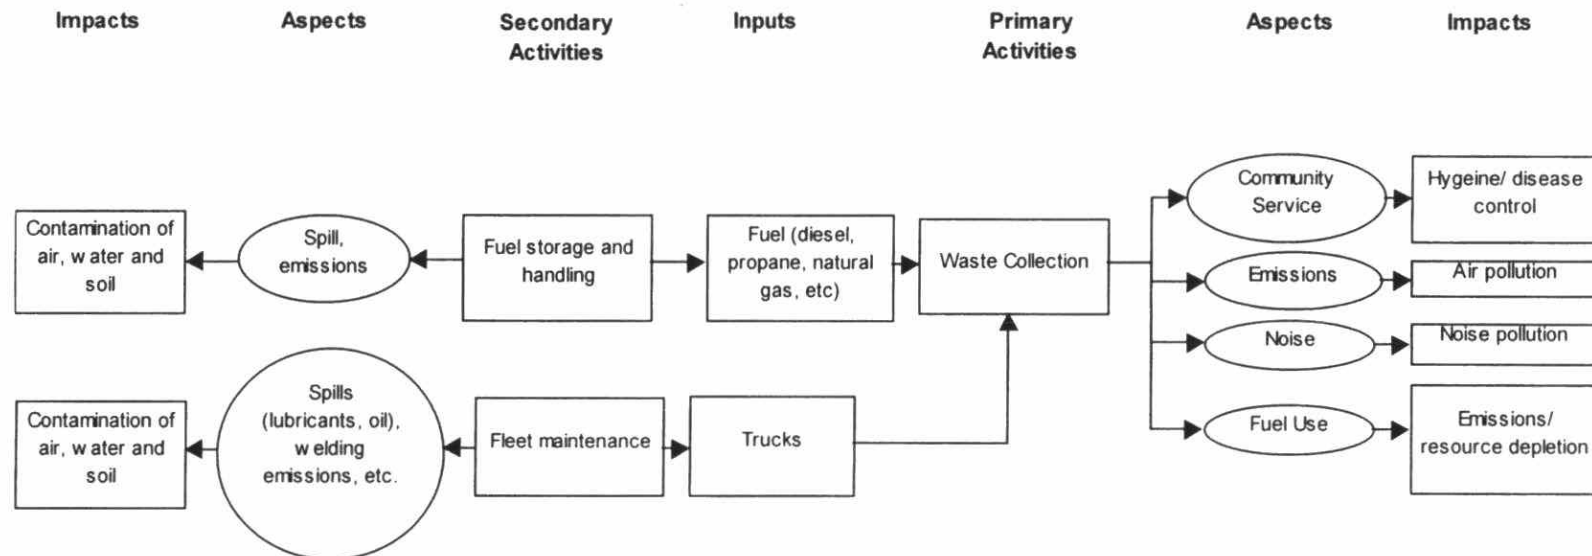 Impacts
Aspects
Secondary
Activities
Inputs
Primary
Activities
Aspects
Impacts
Contamination of
air, water and
soil
Spill,
emissions
Fuel storage and
handling
Fuel (diesel,
propane, natural
gas, etc)
Waste Collection
Community
Service
Hygeine/ disease
control
Emissions
Air pollution
Noise
Noise pollution
Fuel Use
Emissions/
resource depletion
Contamination of
air, water and
soil
Spills
(lubricants, oil),
welding
emissions, etc.
Fleet maintenance
Trucks